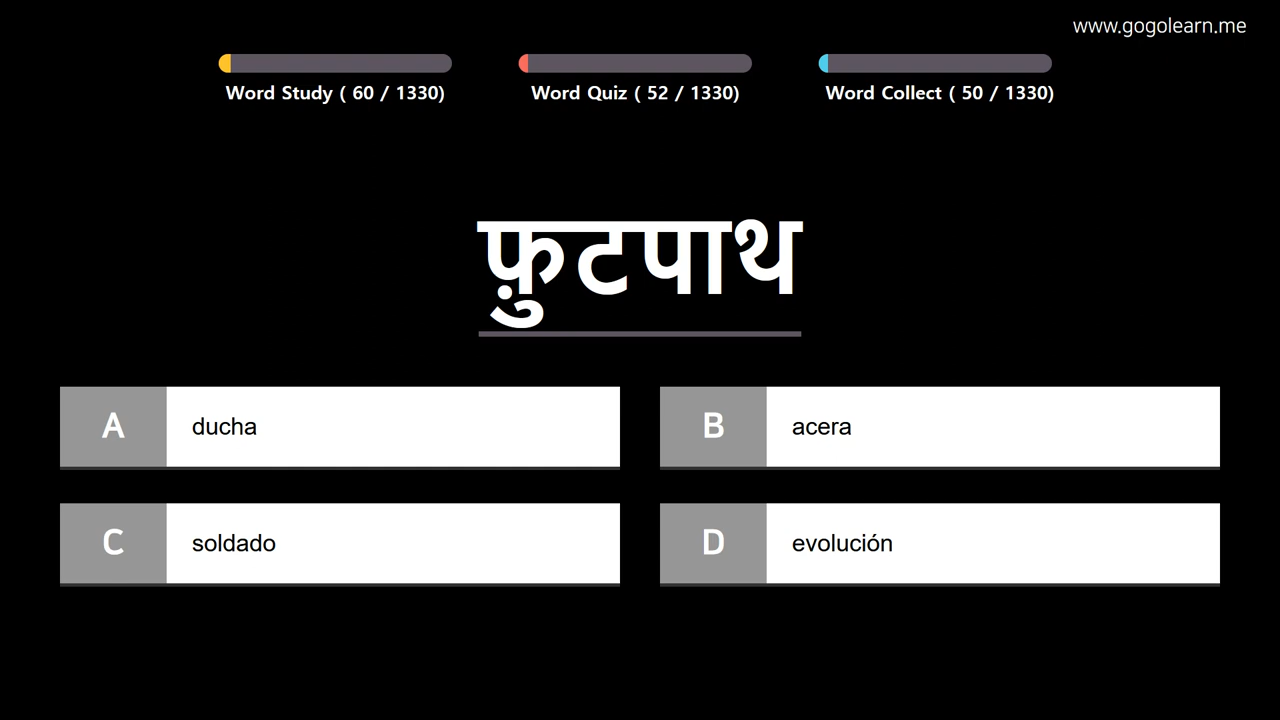 www.gogolearn.me
Word Study ( 60 / 1330)
Word Quiz ( 52 / 1330)
Word Collect ( 50 / 1330)
फ़ुटपाथ
A ducha
B acera
C soldado
D evolución